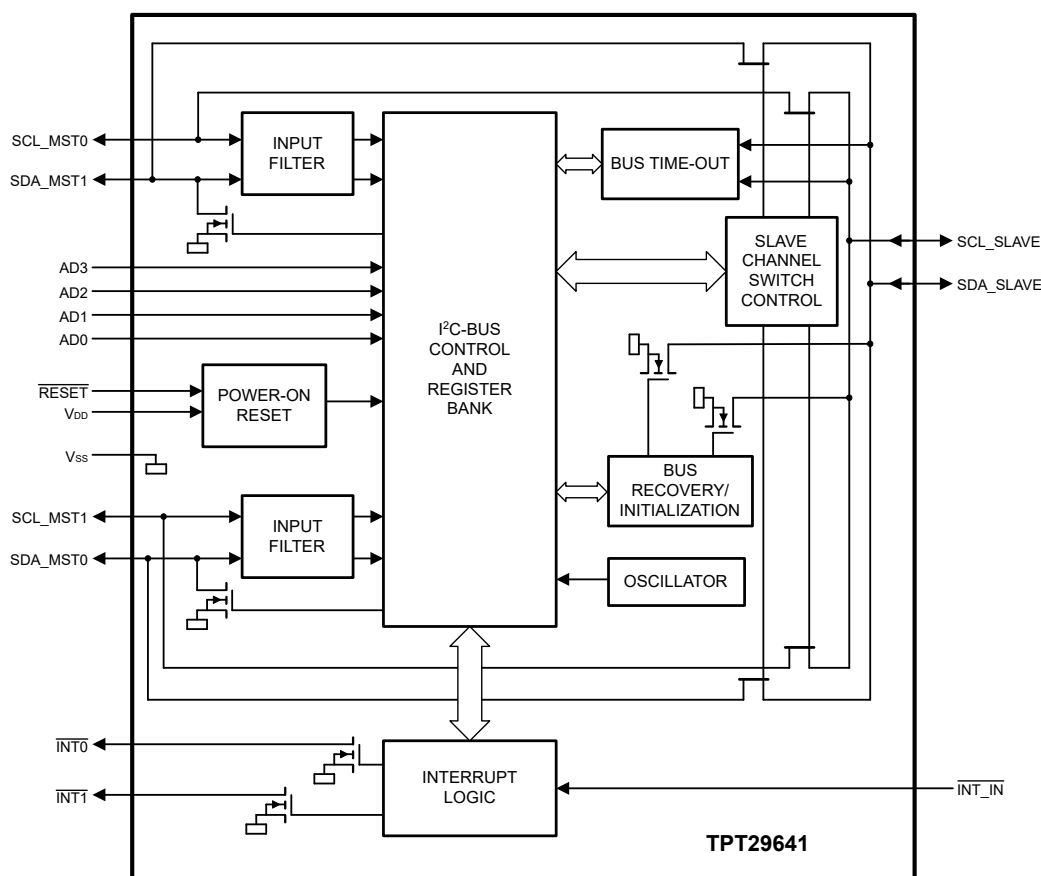 SCL_MST0
SDA_MST1
INPUT
FILTER
BUS TIME-OUT
SLAVE
CHANNEL
SWITCH
CONTROL
SCL_SLAVE
SDA_SLAVE
AD3
AD2
AD1
AD0
I²C-BUS
CONTROL
AND
REGISTER
BANK
RESET
VDD
POWER-ON
RESET
VSS
BUS
RECOVERY/
INITIALIZATION
SCL_MST1
SDA_MST0
INPUT
FILTER
OSCILLATOR
INT0
INT1
INTERRUPT
LOGIC
INT_IN
TPT29641